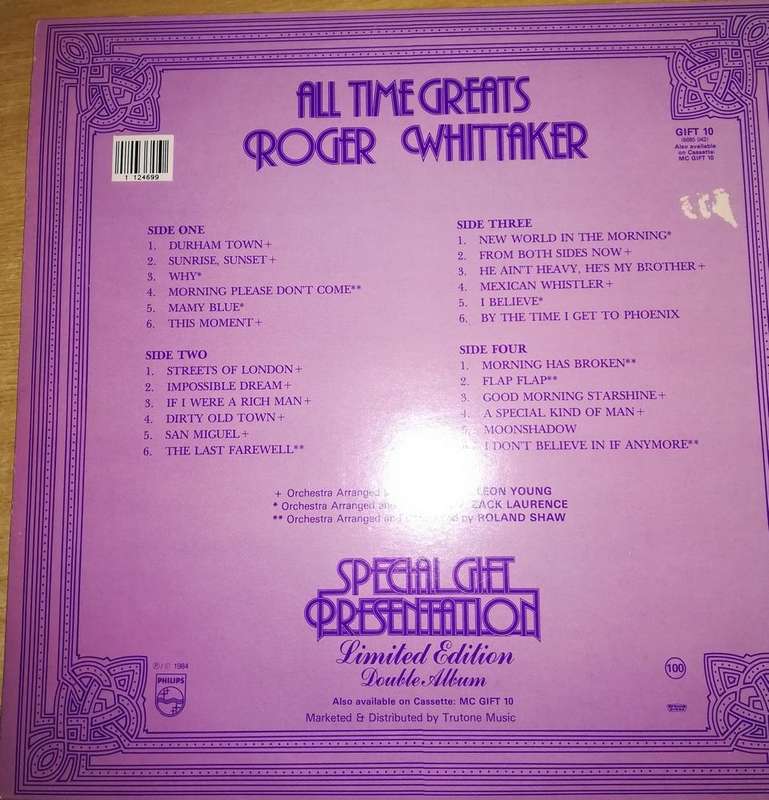 ALL TIME GREATS
ROGER WHITTAKER
1 124699
GIFT 10
Also available
on Cassette:
MC GIFT 10
SIDE ONE
1. DURHAM TOWN+
2. SUNRISE, SUNSET+
3. WHY*
4. MORNING PLEASE DON'T COME**
5. MAMY BLUE*
6. THIS MOMENT+
SIDE TWO
1. STREETS OF LONDON+
2. IMPOSSIBLE DREAM+
3. IF I WERE A RICH MAN+
4. DIRTY OLD TOWN+
5. SAN MIGUEL+
6. THE LAST FAREWELL**
SIDE THREE
1. NEW WORLD IN THE MORNING*
2. FROM BOTH SIDES NOW+
3. HE AIN'T HEAVY, HE'S MY BROTHER+
4. MEXICAN WHISTLER+
5. I BELIEVE*
6. BY THE TIME I GET TO PHOENIX
SIDE FOUR
1. MORNING HAS BROKEN**
2. FLAP FLAP**
3. GOOD MORNING STARSHINE+
4. A SPECIAL KIND OF MAN+
MOONSHADOW
I DON'T BELIEVE IN IF ANYMORE**
+ Orchestra Arranged LEON YOUNG
* Orchestra Arranged and ZACK LAURENCE
** Orchestra Arranged and by ROLAND SHAW
SPECIAL GIFT
PRESENTATION
Limited Edition
Double Album
1984
PHILIPS
100
Also available on Cassette: MC GIFT 10
Marketed & Distributed by Trutone Music